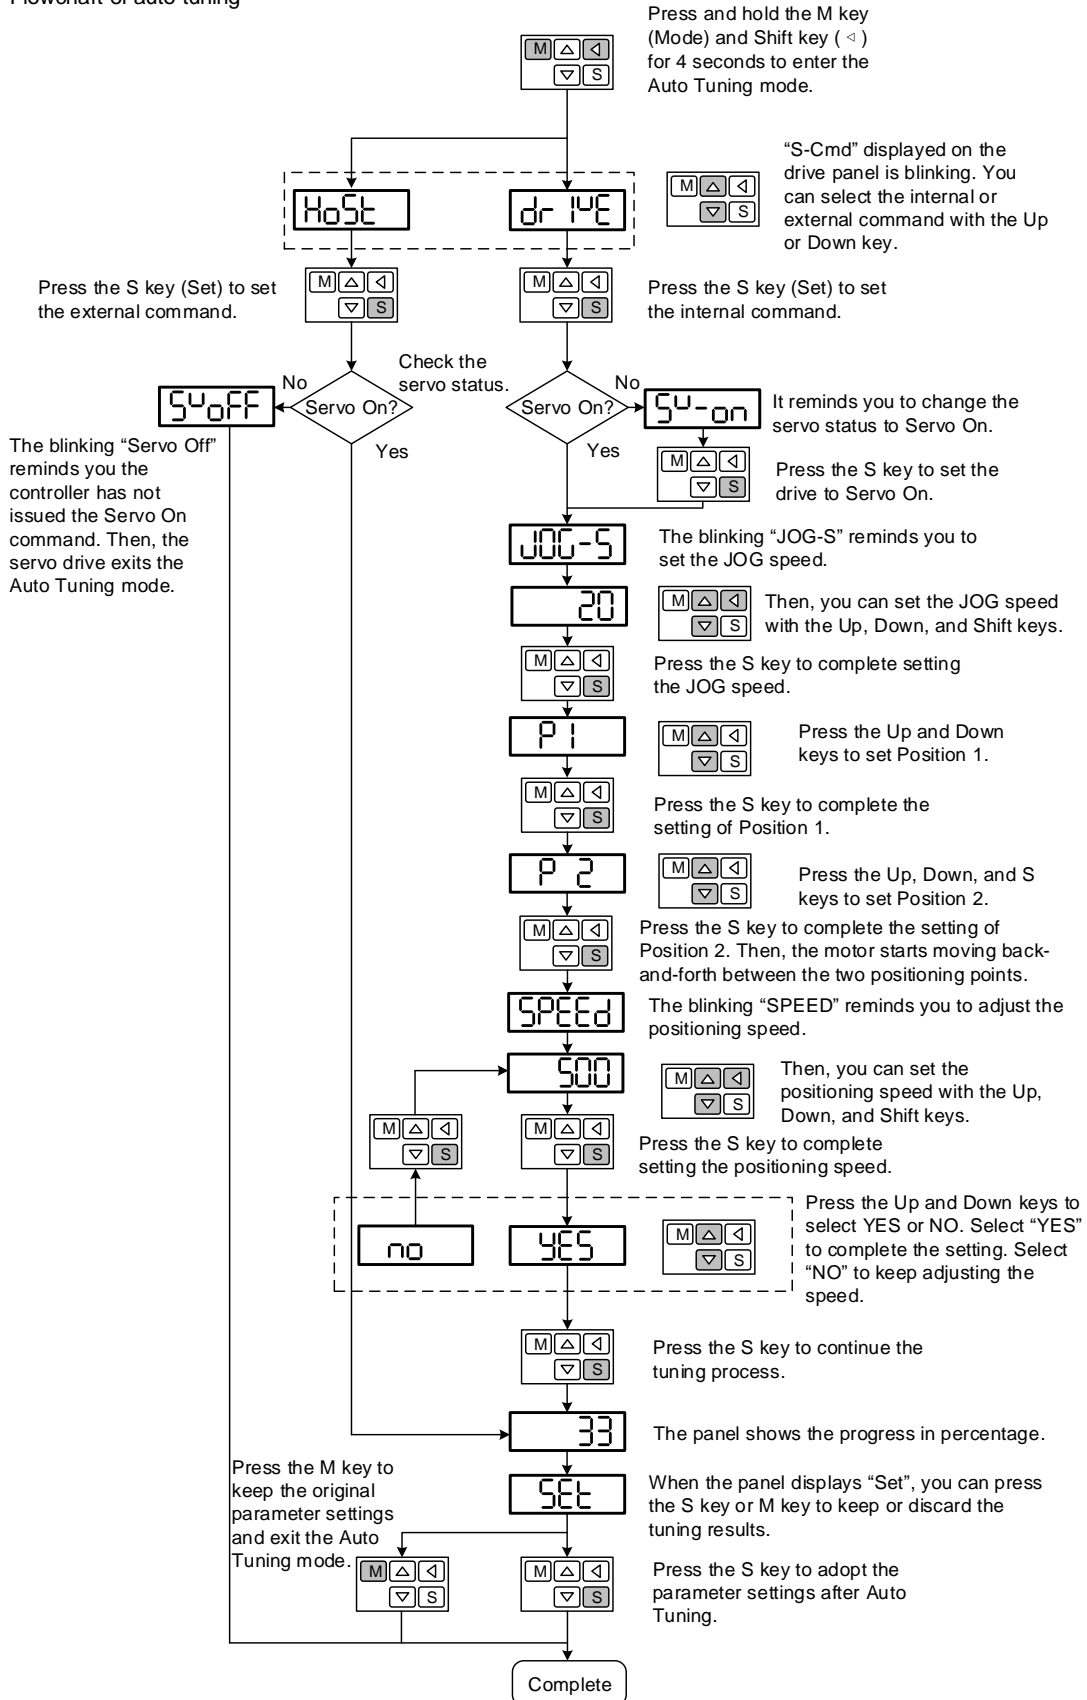 Flowchart of auto tuning
Press and hold the M key
(Mode) and Shift key ( ◁ )
for 4 seconds to enter the
Auto Tuning mode.
M
S
“S-Cmd” displayed on the
drive panel is blinking. You
can select the internal or
external command with the Up
or Down key.
HoSt
drIvE
M
S
Press the S key (Set) to set
the external command.
M
S
M
S
Press the S key (Set) to set
the internal command.
Check the
servo status.
No
SvoFF
Servo On?
Yes
Servo On?
No
Yes
Sv-on
It reminds you to change the
servo status to Servo On.
The blinking “Servo Off”
reminds you the
controller has not
issued the Servo On
command. Then, the
servo drive exits the
Auto Tuning mode.
M
S
Press the S key to set the
drive to Servo On.
JOG-S
The blinking “JOG-S” reminds you to
set the JOG speed.
20
M
S
Then, you can set the JOG speed
with the Up, Down, and Shift keys.
M
S
Press the S key to complete setting
the JOG speed.
P1
M
S
Press the Up and Down
keys to set Position 1.
M
S
Press the S key to complete the
setting of Position 1.
P 2
M
S
Press the Up, Down, and S
keys to set Position 2.
M
S
Press the S key to complete the setting of
Position 2. Then, the motor starts moving back-
and-forth between the two positioning points.
SPEEd
The blinking “SPEED” reminds you to adjust the
positioning speed.
500
M
S
Then, you can set the
positioning speed with the Up,
Down, and Shift keys.
M
S
M
S
Press the S key to complete
setting the positioning speed.
no
YES
M
S
Press the Up and Down keys to
select YES or NO. Select “YES”
to complete the setting. Select
“NO” to keep adjusting the
speed.
M
S
Press the S key to continue the
tuning process.
33
The panel shows the progress in percentage.
SEt
When the panel displays “Set”, you can press
the S key or M key to keep or discard the
tuning results.
Press the M key to
keep the original
parameter settings
and exit the Auto
Tuning mode.
M
S
M
S
Press the S key to adopt the
parameter settings after Auto
Tuning.
Complete